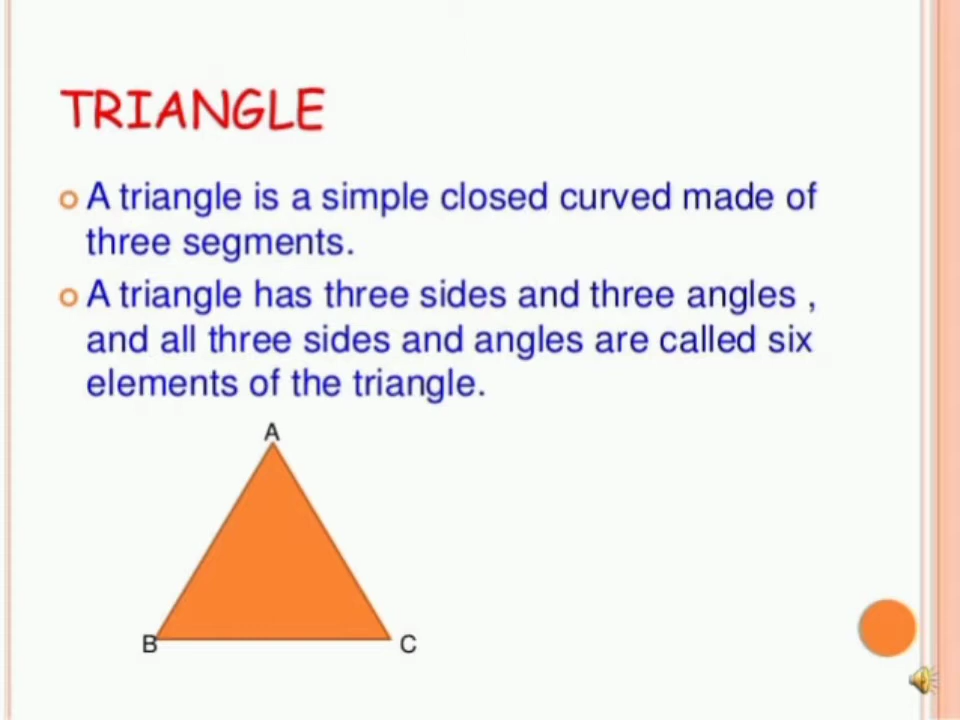 TRIANGLE
A triangle is a simple closed curved made of
three segments.
A triangle has three sides and three angles ,
and all three sides and angles are called six
elements of the triangle.
A
B
C